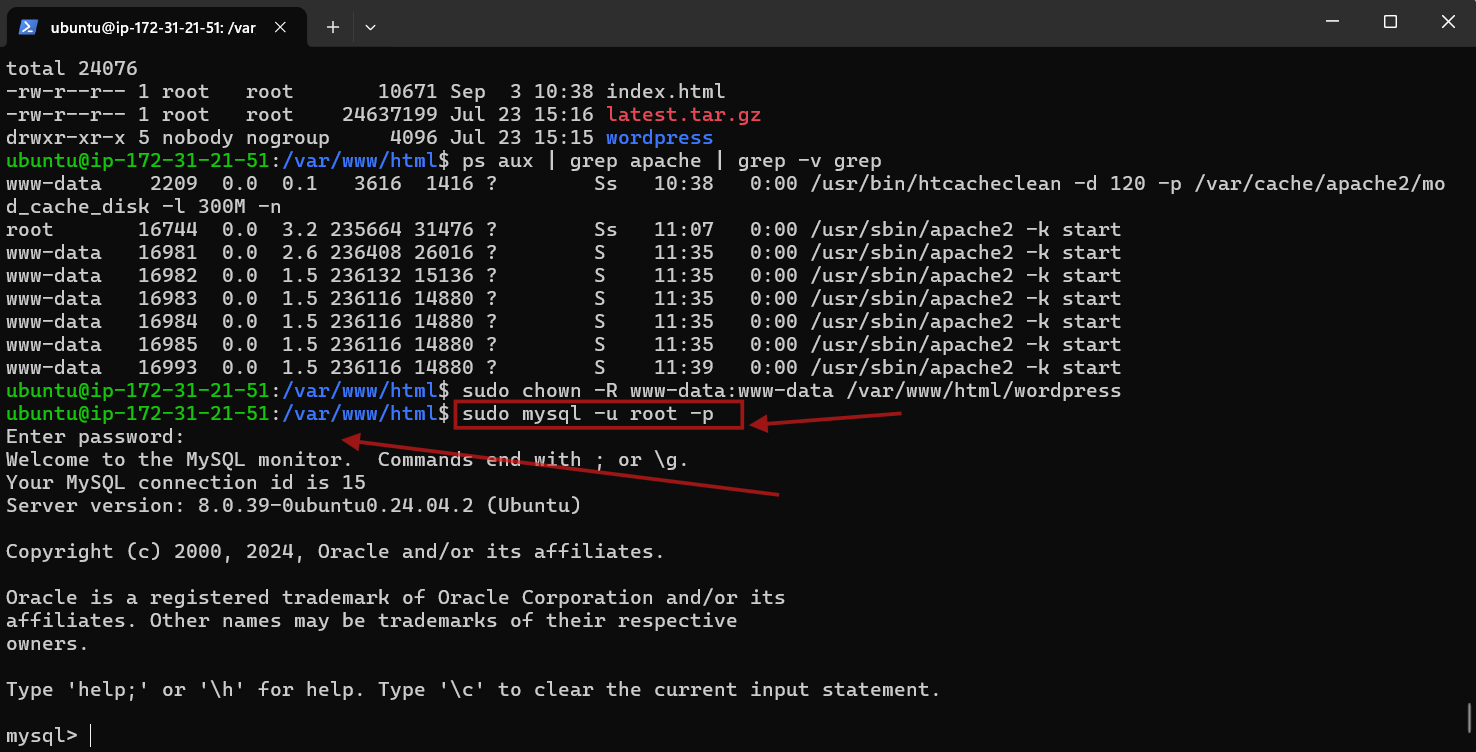 ubuntu@ip-172-31-21-51: /var
total 24076
-rw-r--r-- 1 root   root       10671 Sep  3 10:38 index.html
-rw-r--r-- 1 root   root    24637199 Jul 23 15:16 latest.tar.gz
drwxr-xr-x 5 nobody nogroup     4096 Jul 23 15:15 wordpress
ubuntu@ip-172-31-21-51:/var/www/html$ ps aux | grep apache | grep -v grep
www-data    2209  0.0  0.1   3616  1416 ?        Ss   10:38   0:00 /usr/bin/htcacheclean -d 120 -p /var/cache/apache2/mo
d_cache_disk -l 300M -n
root       16744  0.0  3.2 235664 31476 ?        Ss   11:07   0:00 /usr/sbin/apache2 -k start
www-data   16981  0.0  2.6 236408 26016 ?        S    11:35   0:00 /usr/sbin/apache2 -k start
www-data   16982  0.0  1.5 236132 15136 ?        S    11:35   0:00 /usr/sbin/apache2 -k start
www-data   16983  0.0  1.5 236116 14880 ?        S    11:35   0:00 /usr/sbin/apache2 -k start
www-data   16984  0.0  1.5 236116 14880 ?        S    11:35   0:00 /usr/sbin/apache2 -k start
www-data   16985  0.0  1.5 236116 14880 ?        S    11:35   0:00 /usr/sbin/apache2 -k start
www-data   16993  0.0  1.5 236116 14880 ?        S    11:39   0:00 /usr/sbin/apache2 -k start
ubuntu@ip-172-31-21-51:/var/www/html$ sudo chown -R www-data:www-data /var/www/html/wordpress
ubuntu@ip-172-31-21-51:/var/www/html$ sudo mysql -u root -p
Enter password:
Welcome to the MySQL monitor.  Commands end with ; or \g.
Your MySQL connection id is 15
Server version: 8.0.39-0ubuntu0.24.04.2 (Ubuntu)
Copyright (c) 2000, 2024, Oracle and/or its affiliates.
Oracle is a registered trademark of Oracle Corporation and/or its
affiliates. Other names may be trademarks of their respective
owners.
Type 'help;' or '\h' for help. Type '\c' to clear the current input statement.
mysql>